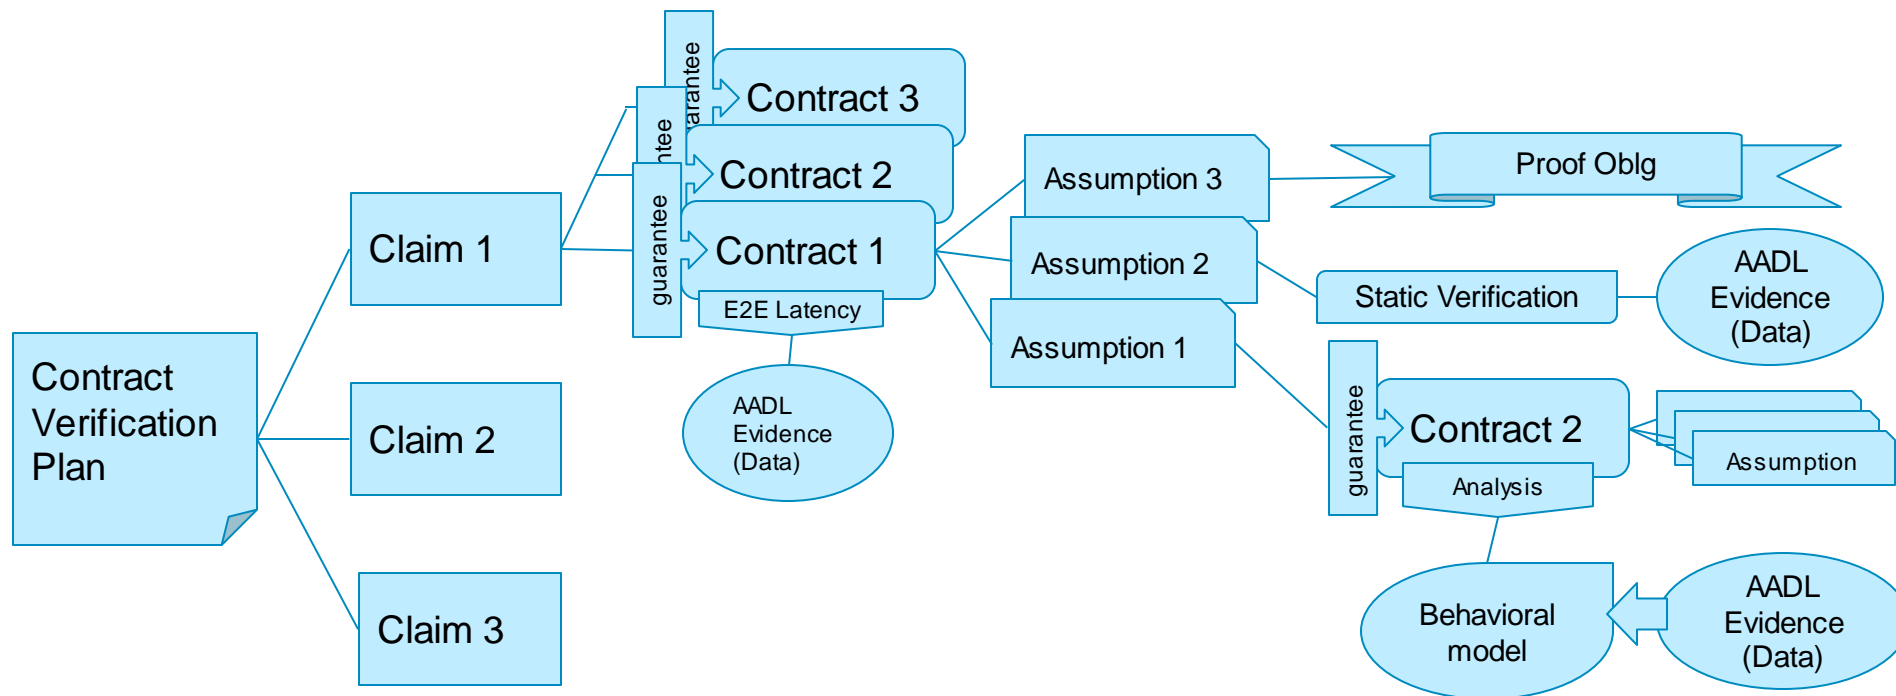 Contract
Verification
Plan
Claim 1
Claim 2
Claim 3
arantee
Contract 3
ntee
Contract 2
guarantee
Contract 1
E2E Latency
AADL
Evidence
(Data)
Assumption 3
Assumption 2
Assumption 1
Proof Oblg
Static Verification
AADL
Evidence
(Data)
guarantee
Contract 2
Analysis
Assumption
Behavioral
model
AADL
Evidence
(Data)